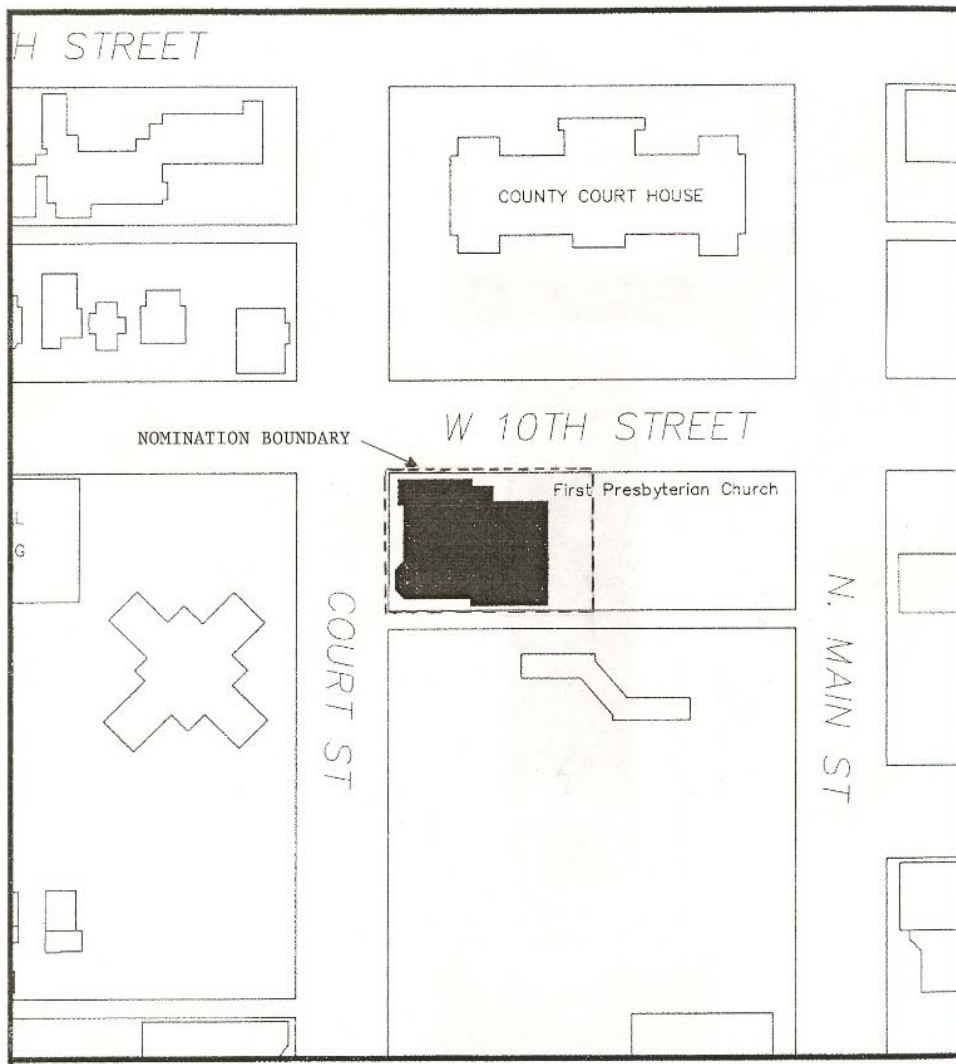 H STREET
COUNTY COURT HOUSE
W 10TH STREET
NOMINATION BOUNDARY
First Presbyterian Church
L
G
COURT ST
N. MAIN ST